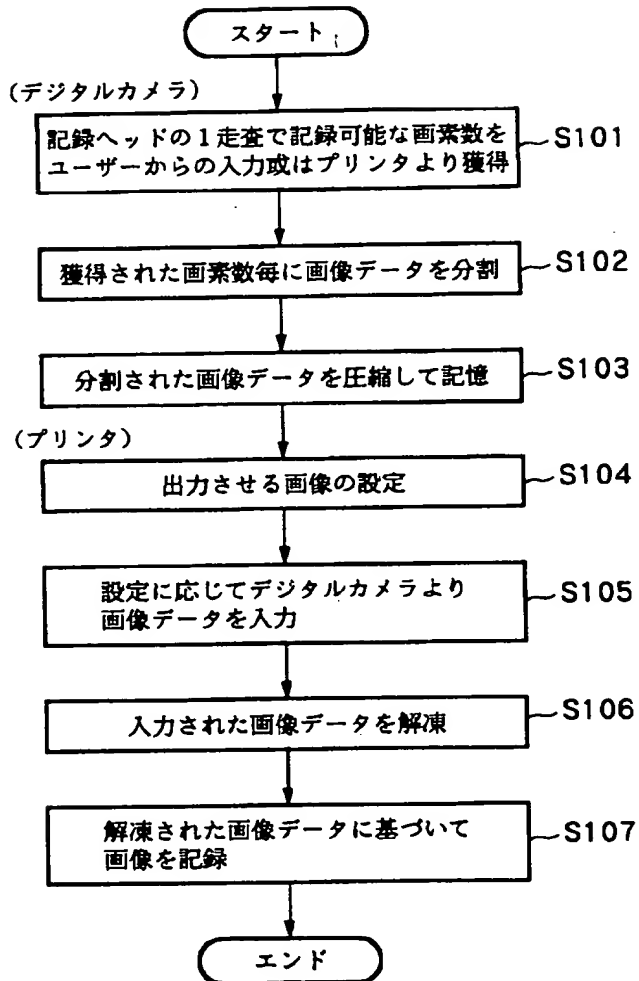 スタート
(デジタルカメラ)
記録ヘッドの1走査で記録可能な画素数を
ユーザーからの入力或はプリンタより獲得
S101
獲得された画素数毎に画像データを分割
S102
分割された画像データを圧縮して記憶
S103
(プリンタ)
出力させる画像の設定
S104
設定に応じてデジタルカメラより
画像データを入力
S105
入力された画像データを解凍
S106
解凍された画像データに基づいて
画像を記録
S107
エンド